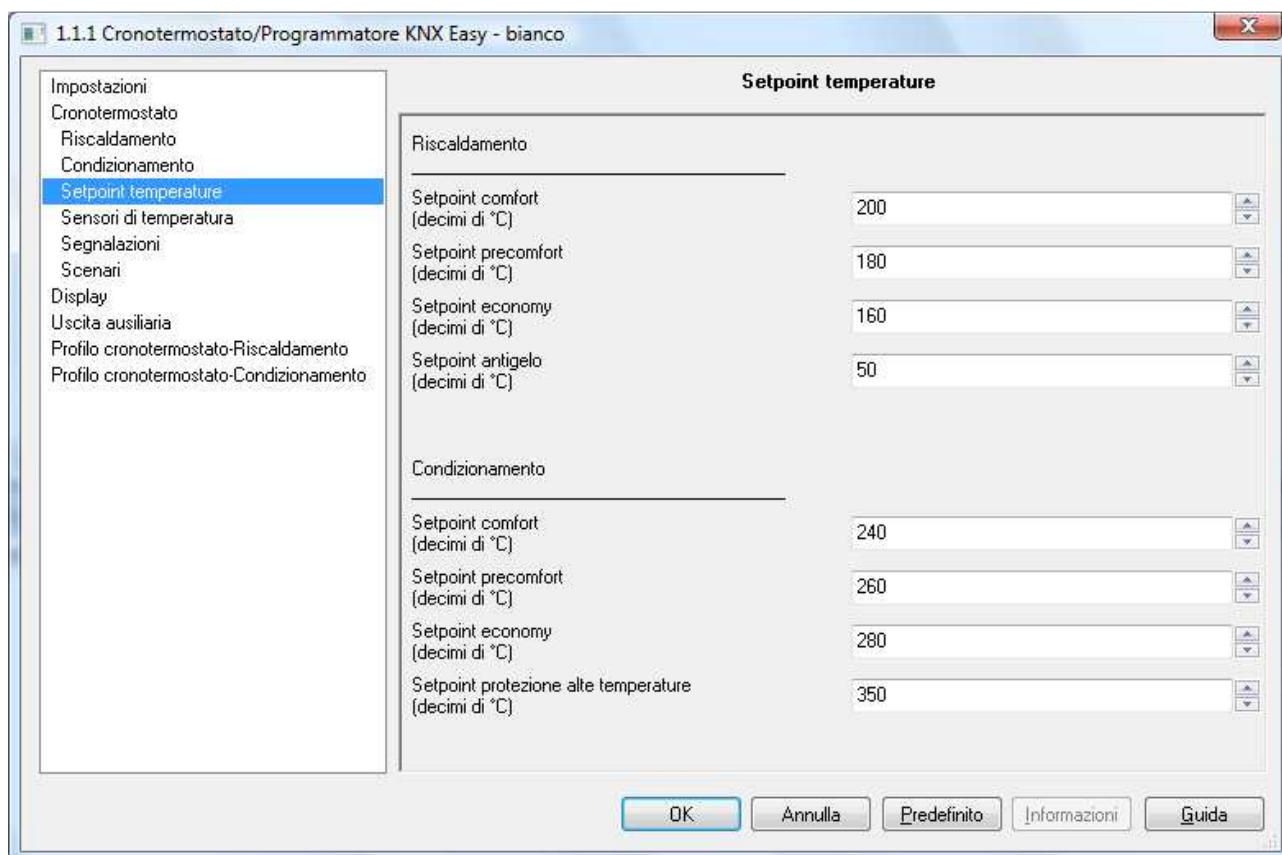 1.1.1 Cronotermostato/Programmatore KNX Easy - bianco
Impostazioni
Cronotermostato
Riscaldamento
Condizionamento
Setpoint temperature
Sensori di temperatura
Segnalazioni
Scenari
Display
Uscita ausiliaria
Profilo cronotermostato-Riscaldamento
Profilo cronotermostato-Condizionamento
Setpoint temperature
Riscaldamento
Setpoint comfort
(decimi di °C)
200
Setpoint precomfort
(decimi di °C)
180
Setpoint economy
(decimi di °C)
160
Setpoint antigelo
(decimi di °C)
50
Condizionamento
Setpoint comfort
(decimi di °C)
240
Setpoint precomfort
(decimi di °C)
260
Setpoint economy
(decimi di °C)
280
Setpoint protezione alte temperature
(decimi di °C)
350
OK Annulla Predefinito Informazioni Guida